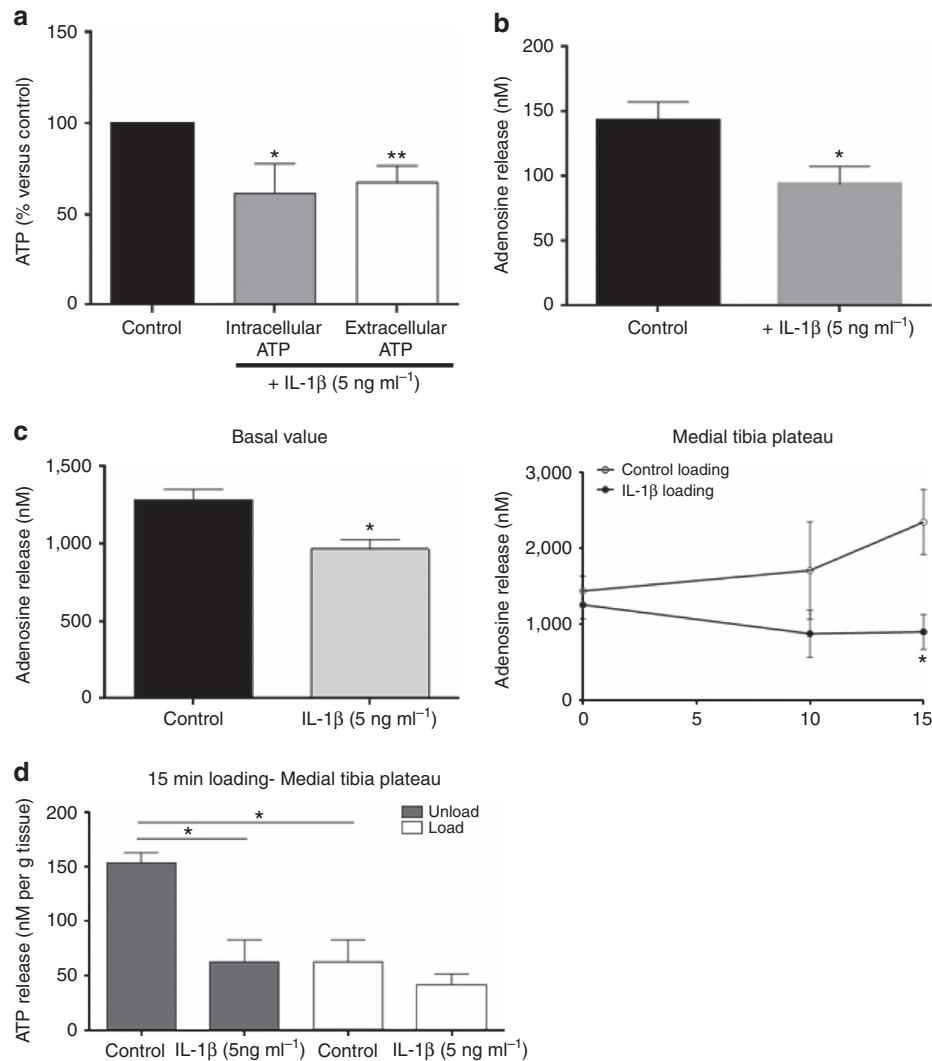 a
150
100
50
0
ATP (% versus control)
*
**
Control
Intracellular ATP
Extracellular ATP
+ IL-1β (5 ng ml⁻¹)
b
200
150
100
50
0
Adenosine release (nM)
*
Control
+ IL-1β (5 ng ml⁻¹)
c
Basal value
1,500
1,000
500
0
Adenosine release (nM)
*
Control
IL-1β (5 ng ml⁻¹)
Medial tibia plateau
3,000
2,000
1,000
0
Adenosine release (nM)
Control loading
IL-1β loading
*
0 5 10 15
d
15 min loading- Medial tibia plateau
200
150
100
50
0
ATP release (nM per g tissue)
Unload
Load
*
*
Control IL-1β (5ng ml⁻¹) Control IL-1β (5 ng ml⁻¹)